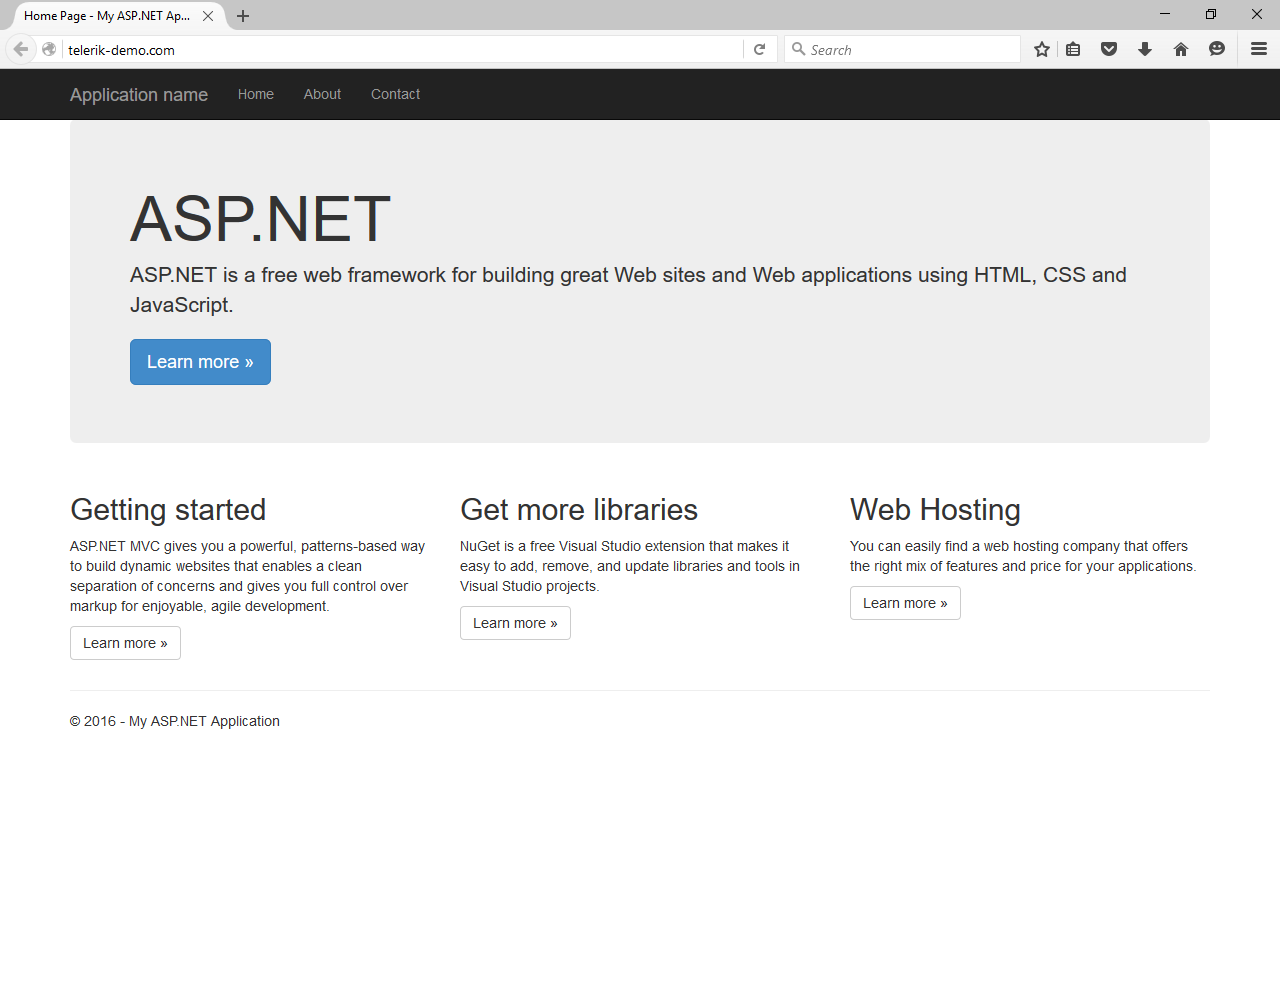 Home Page - My ASP.NET Ap...
telerik-demo.com
Search
Application name
Home
About
Contact
ASP.NET
ASP.NET is a free web framework for building great Web sites and Web applications using HTML, CSS and
JavaScript.
Learn more »
Getting started
ASP.NET MVC gives you a powerful, patterns-based way
to build dynamic websites that enables a clean
separation of concerns and gives you full control over
markup for enjoyable, agile development.
Learn more »
Get more libraries
NuGet is a free Visual Studio extension that makes it
easy to add, remove, and update libraries and tools in
Visual Studio projects.
Learn more »
Web Hosting
You can easily find a web hosting company that offers
the right mix of features and price for your applications.
Learn more »
© 2016 - My ASP.NET Application